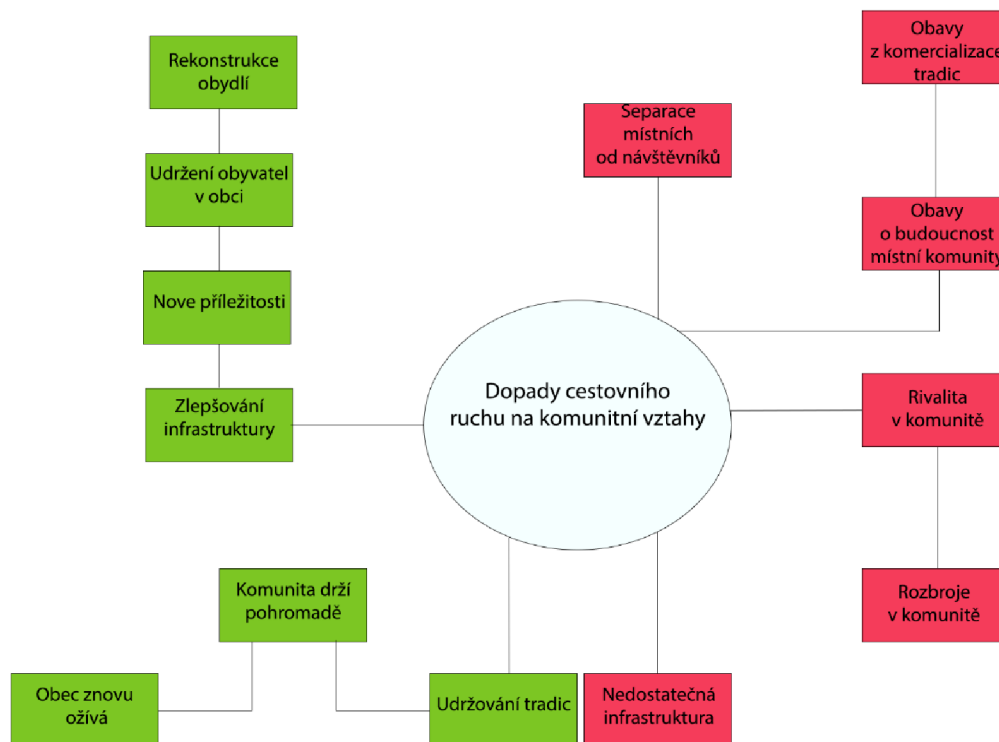 Rekonstrukce
obydlí
Udržení obyvatel
v obci
Nove příležitosti
Zlepšování
infrastruktury
Komunita drží
pohromadě
Obec znovu
ožívá
Udržování tradic
Dopady cestovního
ruchu na komunitní vztahy
Separace
místních
od návštěvníků
Obavy
z komercializace
tradic
Obavy
o budoucnost
místní komunity
Rivalita
v komunitě
Rozbroje
v komunitě
Nedostatečná
infrastruktura